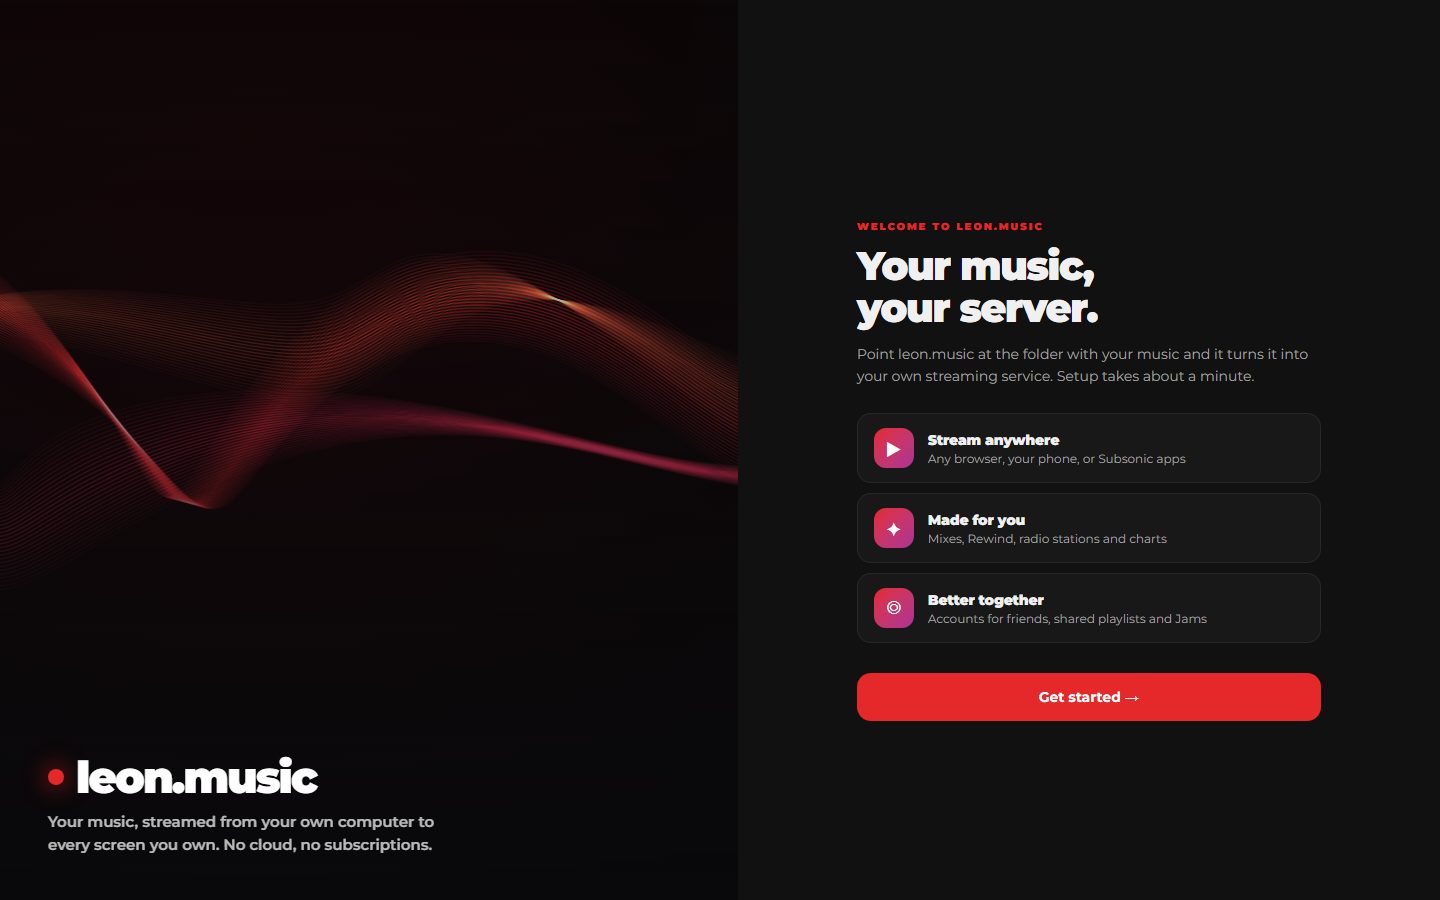 leon.music
Your music, streamed from your own computer to
every screen you own. No cloud, no subscriptions.
WELCOME TO LEON.MUSIC
Your music,
your server.
Point leon.music at the folder with your music and it turns it into
your own streaming service. Setup takes about a minute.
Stream anywhere
Any browser, your phone, or Subsonic apps
Made for you
Mixes, Rewind, radio stations and charts
Better together
Accounts for friends, shared playlists and Jams
Get started →